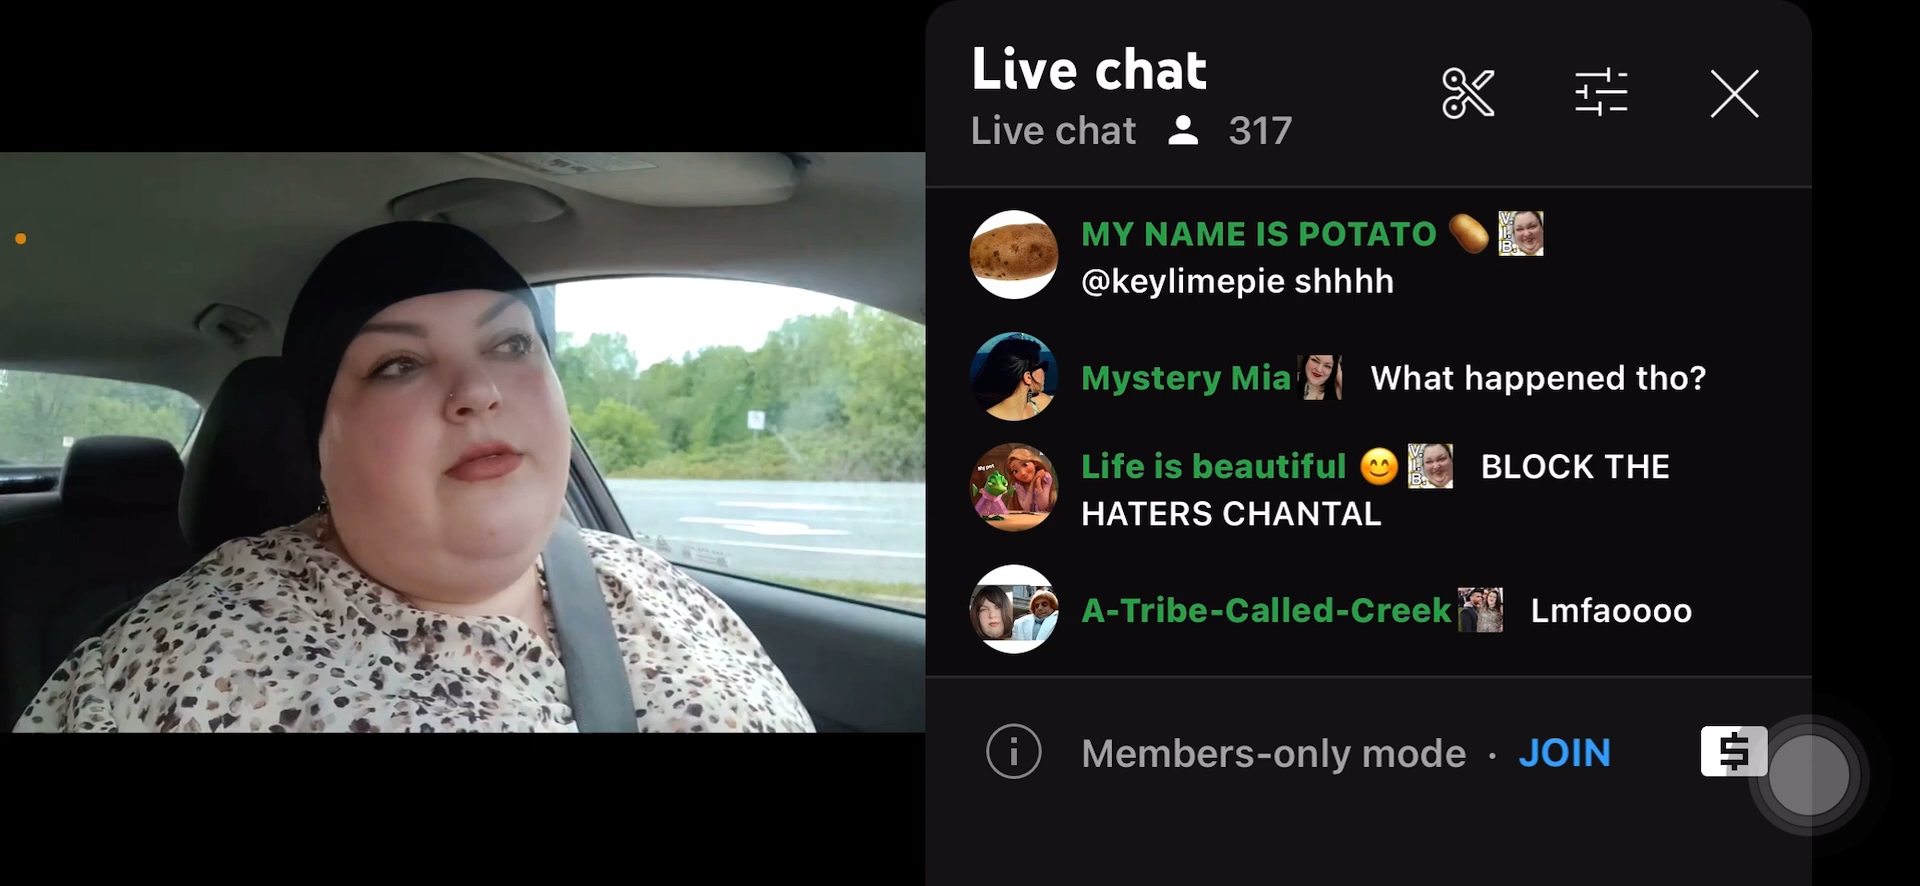 Live chat
Live chat 317
MY NAME IS POTATO
@keylimepie shhhh
Mystery Mia What happened tho?
Life is beautiful BLOCK THE
HATERS CHANTAL
A-Tribe-Called-Creek Lmfaoooo
Members-only mode · JOIN